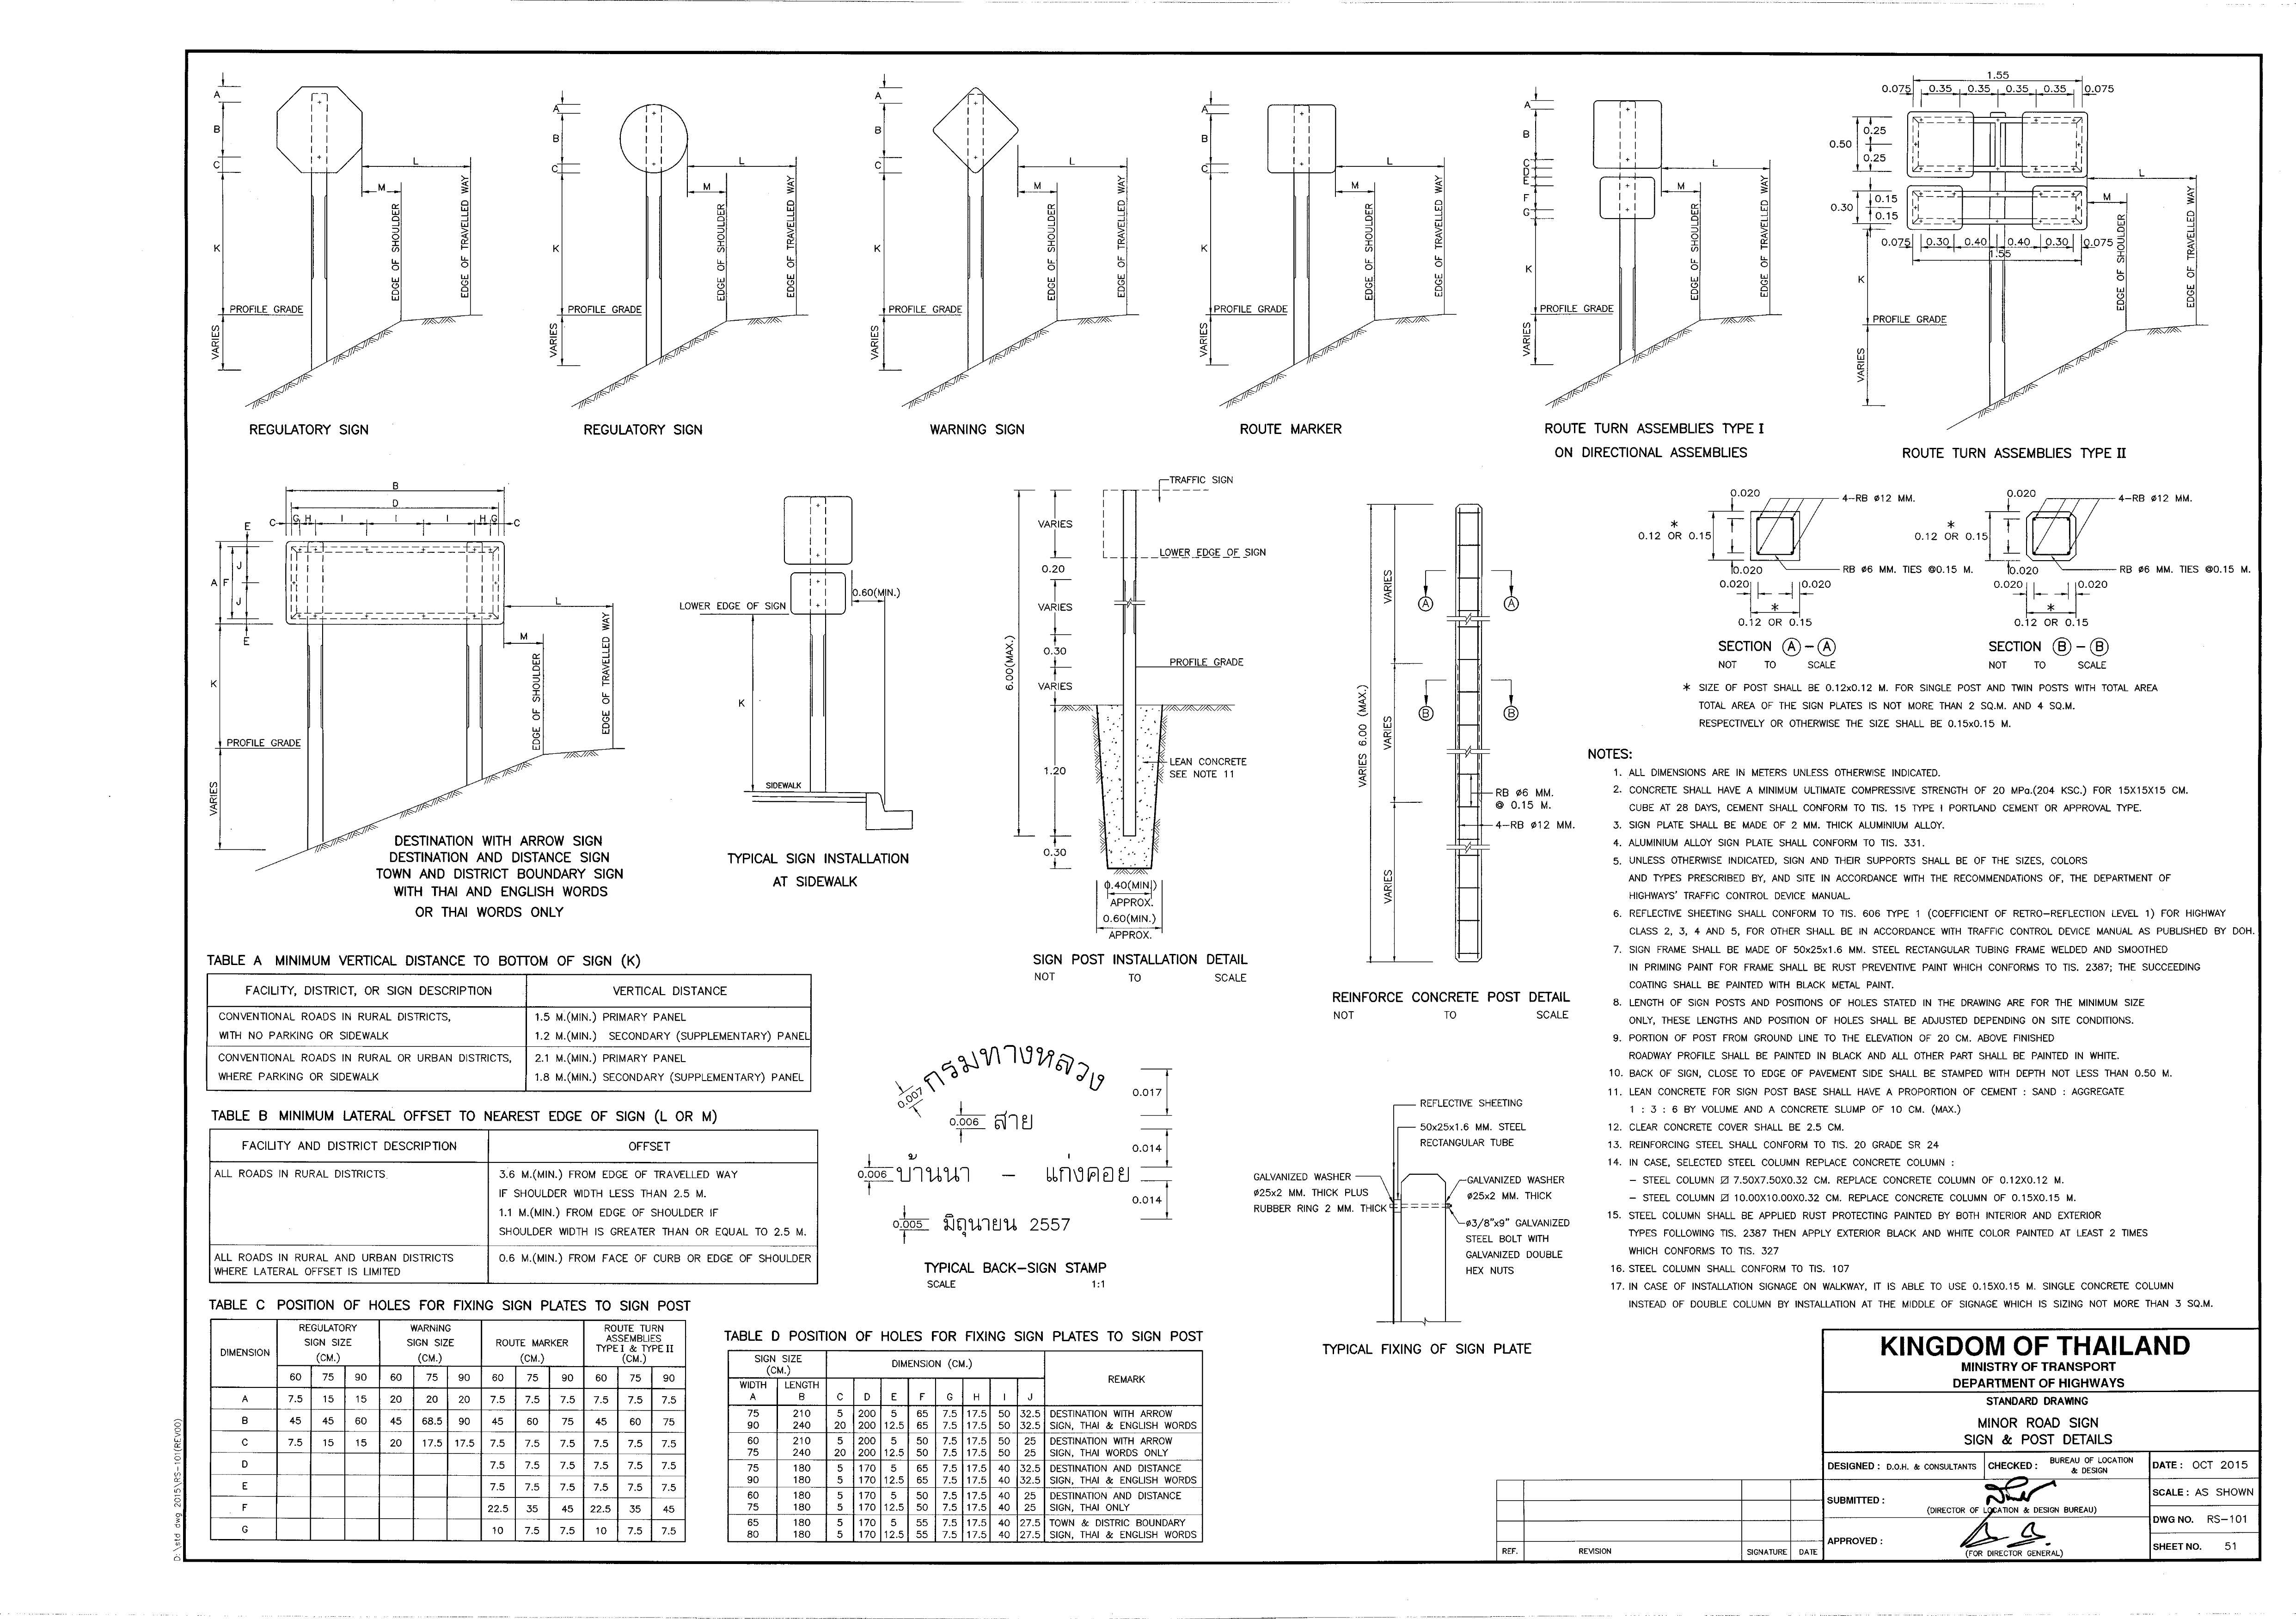 A
B
C
K
VARIES
L
M
PROFILE GRADE
EDGE OF SHOULDER
EDGE OF TRAVELLED WAY
REGULATORY SIGN
A
B
C
K
VARIES
L
M
PROFILE GRADE
EDGE OF SHOULDER
EDGE OF TRAVELLED WAY
REGULATORY SIGN
A
B
C
K
VARIES
L
M
PROFILE GRADE
EDGE OF SHOULDER
EDGE OF TRAVELLED WAY
WARNING SIGN
A
B
C
K
VARIES
L
M
PROFILE GRADE
EDGE OF SHOULDER
EDGE OF TRAVELLED WAY
ROUTE MARKER
A
B
C
D
E
F
G
K
VARIES
L
M
PROFILE GRADE
EDGE OF SHOULDER
EDGE OF TRAVELLED WAY
ROUTE TURN ASSEMBLIES TYPE I
ON DIRECTIONAL ASSEMBLIES
1.55
0.075 0.35 0.35 0.35 0.35 0.075
0.50
0.25
0.25
0.30
0.15
0.15
0.075 0.30 0.40 0.40 0.30 0.075
1.55
K
VARIES
L
M
PROFILE GRADE
EDGE OF SHOULDER
EDGE OF TRAVELLED WAY
ROUTE TURN ASSEMBLIES TYPE II
B
D
C G H I I I H G C
E
A F J
J
E
K
VARIES
L
M
PROFILE GRADE
EDGE OF SHOULDER
EDGE OF TRAVELLED WAY
DESTINATION WITH ARROW SIGN
DESTINATION AND DISTANCE SIGN
TOWN AND DISTRICT BOUNDARY SIGN
WITH THAI AND ENGLISH WORDS
OR THAI WORDS ONLY
0.60(MIN.)
LOWER EDGE OF SIGN
K
SIDEWALK
TYPICAL SIGN INSTALLATION
AT SIDEWALK
TRAFFIC SIGN
VARIES
LOWER EDGE OF SIGN
0.20
VARIES
6.00(MAX.)
0.30
PROFILE GRADE
VARIES
1.20
LEAN CONCRETE
SEE NOTE 11
0.30
0.40(MIN.)
APPROX.
0.60(MIN.)
APPROX.
SIGN POST INSTALLATION DETAIL
NOT TO SCALE
VARIES 6.00 (MAX.)
VARIES
VARIES
VARIES
A A
B B
RB ø6 MM.
@ 0.15 M.
4-RB ø12 MM.
REINFORCE CONCRETE POST DETAIL
NOT TO SCALE
0.020
4-RB ø12 MM.
*
0.12 OR 0.15
0.020
RB ø6 MM. TIES @0.15 M.
0.020 0.020
*
0.12 OR 0.15
SECTION A - A
NOT TO SCALE
0.020
4-RB ø12 MM.
*
0.12 OR 0.15
0.020
RB ø6 MM. TIES @0.15 M.
0.020 0.020
*
0.12 OR 0.15
SECTION B - B
NOT TO SCALE
* SIZE OF POST SHALL BE 0.12x0.12 M. FOR SINGLE POST AND TWIN POSTS WITH TOTAL AREA
TOTAL AREA OF THE SIGN PLATES IS NOT MORE THAN 2 SQ.M. AND 4 SQ.M.
RESPECTIVELY OR OTHERWISE THE SIZE SHALL BE 0.15x0.15 M.
NOTES:
1. ALL DIMENSIONS ARE IN METERS UNLESS OTHERWISE INDICATED.
2. CONCRETE SHALL HAVE A MINIMUM ULTIMATE COMPRESSIVE STRENGTH OF 20 MPa.(204 KSC.) FOR 15X15X15 CM.
CUBE AT 28 DAYS, CEMENT SHALL CONFORM TO TIS. 15 TYPE I PORTLAND CEMENT OR APPROVAL TYPE.
3. SIGN PLATE SHALL BE MADE OF 2 MM. THICK ALUMINIUM ALLOY.
4. ALUMINIUM ALLOY SIGN PLATE SHALL CONFORM TO TIS. 331.
5. UNLESS OTHERWISE INDICATED, SIGN AND THEIR SUPPORTS SHALL BE OF THE SIZES, COLORS
AND TYPES PRESCRIBED BY, AND SITE IN ACCORDANCE WITH THE RECOMMENDATIONS OF, THE DEPARTMENT OF
HIGHWAYS' TRAFFIC CONTROL DEVICE MANUAL.
6. REFLECTIVE SHEETING SHALL CONFORM TO TIS. 606 TYPE 1 (COEFFICIENT OF RETRO-REFLECTION LEVEL 1) FOR HIGHWAY
CLASS 2, 3, 4 AND 5, FOR OTHER SHALL BE IN ACCORDANCE WITH TRAFFIC CONTROL DEVICE MANUAL AS PUBLISHED BY DOH.
7. SIGN FRAME SHALL BE MADE OF 50x25x1.6 MM. STEEL RECTANGULAR TUBING FRAME WELDED AND SMOOTHED
IN PRIMING PAINT FOR FRAME SHALL BE RUST PREVENTIVE PAINT WHICH CONFORMS TO TIS. 2387; THE SUCCEEDING
COATING SHALL BE PAINTED WITH BLACK METAL PAINT.
8. LENGTH OF SIGN POSTS AND POSITIONS OF HOLES STATED IN THE DRAWING ARE FOR THE MINIMUM SIZE
ONLY, THESE LENGTHS AND POSITION OF HOLES SHALL BE ADJUSTED DEPENDING ON SITE CONDITIONS.
9. PORTION OF POST FROM GROUND LINE TO THE ELEVATION OF 20 CM. ABOVE FINISHED
ROADWAY PROFILE SHALL BE PAINTED IN BLACK AND ALL OTHER PART SHALL BE PAINTED IN WHITE.
10. BACK OF SIGN, CLOSE TO EDGE OF PAVEMENT SIDE SHALL BE STAMPED WITH DEPTH NOT LESS THAN 0.50 M.
11. LEAN CONCRETE FOR SIGN POST BASE SHALL HAVE A PROPORTION OF CEMENT : SAND : AGGREGATE
1 : 3 : 6 BY VOLUME AND A CONCRETE SLUMP OF 10 CM. (MAX.)
12. CLEAR CONCRETE COVER SHALL BE 2.5 CM.
13. REINFORCING STEEL SHALL CONFORM TO TIS. 20 GRADE SR 24
14. IN CASE, SELECTED STEEL COLUMN REPLACE CONCRETE COLUMN :
- STEEL COLUMN 7.50X7.50X0.32 CM. REPLACE CONCRETE COLUMN OF 0.12X0.12 M.
- STEEL COLUMN 10.00X10.00X0.32 CM. REPLACE CONCRETE COLUMN OF 0.15X0.15 M.
15. STEEL COLUMN SHALL BE APPLIED RUST PROTECTING PAINTED BY BOTH INTERIOR AND EXTERIOR
TYPES FOLLOWING TIS. 2387 THEN APPLY EXTERIOR BLACK AND WHITE COLOR PAINTED AT LEAST 2 TIMES
WHICH CONFORMS TO TIS. 327
16. STEEL COLUMN SHALL CONFORM TO TIS. 107
17. IN CASE OF INSTALLATION SIGNAGE ON WALKWAY, IT IS ABLE TO USE 0.15X0.15 M. SINGLE CONCRETE COLUMN
INSTEAD OF DOUBLE COLUMN BY INSTALLATION AT THE MIDDLE OF SIGNAGE WHICH IS SIZING NOT MORE THAN 3 SQ.M.
TABLE A MINIMUM VERTICAL DISTANCE TO BOTTOM OF SIGN (K)
FACILITY, DISTRICT, OR SIGN DESCRIPTION VERTICAL DISTANCE
CONVENTIONAL ROADS IN RURAL DISTRICTS, 1.5 M.(MIN.) PRIMARY PANEL
WITH NO PARKING OR SIDEWALK 1.2 M.(MIN.) SECONDARY (SUPPLEMENTARY) PANEL
CONVENTIONAL ROADS IN RURAL OR URBAN DISTRICTS, 2.1 M.(MIN.) PRIMARY PANEL
WHERE PARKING OR SIDEWALK 1.8 M.(MIN.) SECONDARY (SUPPLEMENTARY) PANEL
TABLE B MINIMUM LATERAL OFFSET TO NEAREST EDGE OF SIGN (L OR M)
FACILITY AND DISTRICT DESCRIPTION OFFSET
ALL ROADS IN RURAL DISTRICTS 3.6 M.(MIN.) FROM EDGE OF TRAVELLED WAY
IF SHOULDER WIDTH LESS THAN 2.5 M.
1.1 M.(MIN.) FROM EDGE OF SHOULDER IF
SHOULDER WIDTH IS GREATER THAN OR EQUAL TO 2.5 M.
ALL ROADS IN RURAL AND URBAN DISTRICTS 0.6 M.(MIN.) FROM FACE OF CURB OR EDGE OF SHOULDER
WHERE LATERAL OFFSET IS LIMITED
กรมทางหลวง
0.007
0.017
0.006 สาย
0.014
0.006 บ้านนา - แก่งคอย
0.014
0.005 มิถุนายน 2557
TYPICAL BACK-SIGN STAMP
SCALE 1:1
REFLECTIVE SHEETING
50x25x1.6 MM. STEEL
RECTANGULAR TUBE
GALVANIZED WASHER
ø25x2 MM. THICK PLUS
RUBBER RING 2 MM. THICK
GALVANIZED WASHER
ø25x2 MM. THICK
ø3/8"x9" GALVANIZED
STEEL BOLT WITH
GALVANIZED DOUBLE
HEX NUTS
TYPICAL FIXING OF SIGN PLATE
TABLE C POSITION OF HOLES FOR FIXING SIGN PLATES TO SIGN POST
DIMENSION
REGULATORY SIGN SIZE (CM.)
WARNING SIGN SIZE (CM.)
ROUTE MARKER (CM.)
ROUTE TURN ASSEMBLIES TYPE I & TYPE II (CM.)
60 75 90 60 75 90 60 75 90 60 75 90
A 7.5 15 15 20 20 20 7.5 7.5 7.5 7.5 7.5 7.5
B 45 45 60 45 68.5 90 45 60 75 45 60 75
C 7.5 15 15 20 17.5 17.5 7.5 7.5 7.5 7.5 7.5 7.5
D 7.5 7.5 7.5 7.5 7.5 7.5
E 7.5 7.5 7.5 7.5 7.5 7.5
F 22.5 35 45 22.5 35 45
G 10 7.5 7.5 10 7.5 7.5
TABLE D POSITION OF HOLES FOR FIXING SIGN PLATES TO SIGN POST
SIGN SIZE (CM.) DIMENSION (CM.) REMARK
WIDTH LENGTH
A B C D E F G H I J
75 210 5 200 5 65 7.5 17.5 50 32.5 DESTINATION WITH ARROW
90 240 20 200 12.5 65 7.5 17.5 50 32.5 SIGN, THAI & ENGLISH WORDS
60 210 5 200 5 50 7.5 17.5 50 25 DESTINATION WITH ARROW
75 240 20 200 12.5 50 7.5 17.5 50 25 SIGN, THAI WORDS ONLY
75 180 5 170 5 65 7.5 17.5 40 32.5 DESTINATION AND DISTANCE
90 180 5 170 12.5 65 7.5 17.5 40 32.5 SIGN, THAI & ENGLISH WORDS
60 180 5 170 5 50 7.5 17.5 40 25 DESTINATION AND DISTANCE
75 180 5 170 12.5 50 7.5 17.5 40 25 SIGN, THAI ONLY
65 180 5 170 5 55 7.5 17.5 40 27.5 TOWN & DISTRIC BOUNDARY
80 180 5 170 12.5 55 7.5 17.5 40 27.5 SIGN, THAI & ENGLISH WORDS
REF. REVISION SIGNATURE DATE
KINGDOM OF THAILAND
MINISTRY OF TRANSPORT
DEPARTMENT OF HIGHWAYS
STANDARD DRAWING
MINOR ROAD SIGN
SIGN & POST DETAILS
DESIGNED : D.O.H. & CONSULTANTS CHECKED : BUREAU OF LOCATION & DESIGN DATE : OCT 2015
SUBMITTED :
(DIRECTOR OF LOCATION & DESIGN BUREAU)
SCALE : AS SHOWN
DWG NO. RS-101
APPROVED :
(FOR DIRECTOR GENERAL)
SHEET NO. 51
D:\std dwg 2015\RS-101(REV00)